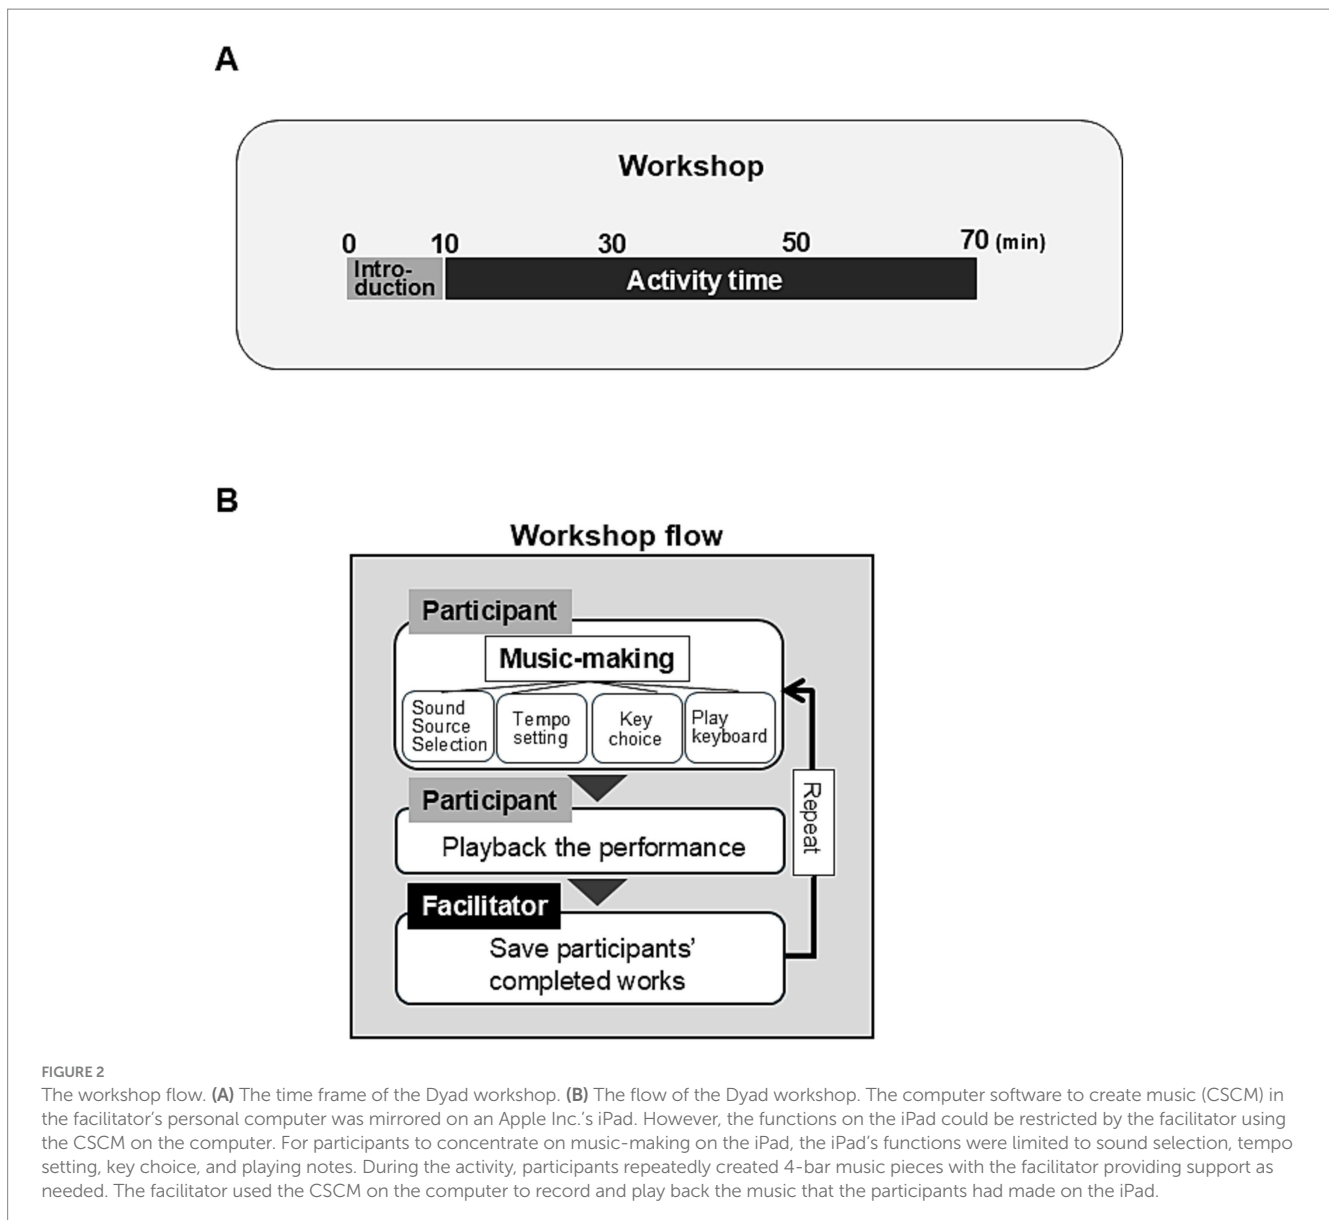 A
Workshop
0 10 30 50 70 (min)
Intro-
duction
Activity time
B
Workshop flow
Participant
Music-making
Sound
Source
Selection
Tempo
setting
Key
choice
Play
keyboard
Participant
Playback the performance
Repeat
Facilitator
Save participants’
completed works
FIGURE 2
The workshop flow. (A) The time frame of the Dyad workshop. (B) The flow of the Dyad workshop. The computer software to create music (CSCM) in
the facilitator’s personal computer was mirrored on an Apple Inc.’s iPad. However, the functions on the iPad could be restricted by the facilitator using
the CSCM on the computer. For participants to concentrate on music-making on the iPad, the iPad’s functions were limited to sound selection, tempo
setting, key choice, and playing notes. During the activity, participants repeatedly created 4-bar music pieces with the facilitator providing support as
needed. The facilitator used the CSCM on the computer to record and play back the music that the participants had made on the iPad.